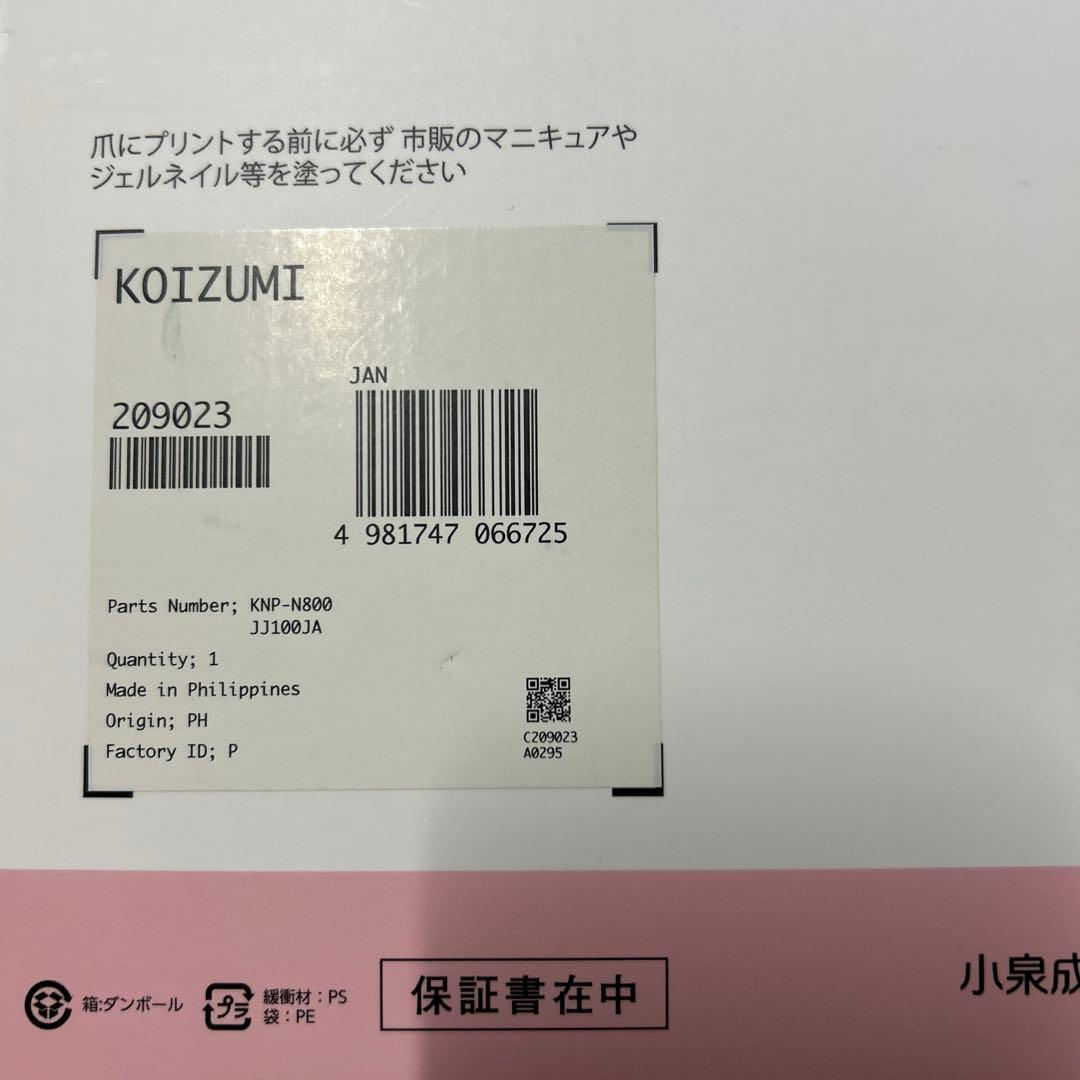 爪にプリントする前に必ず 市販のマニキュアや
ジェルネイル等を塗ってください
KOIZUMI
JAN
209023
4 981747 066725
Parts Number; KNP-N800
JJ100JA
Quantity; 1
Made in Philippines
Origin; PH
Factory ID; P
C209023
A0295
箱:ダンボール
プラ
緩衝材：PS
袋：PE
保証書在中
小泉成